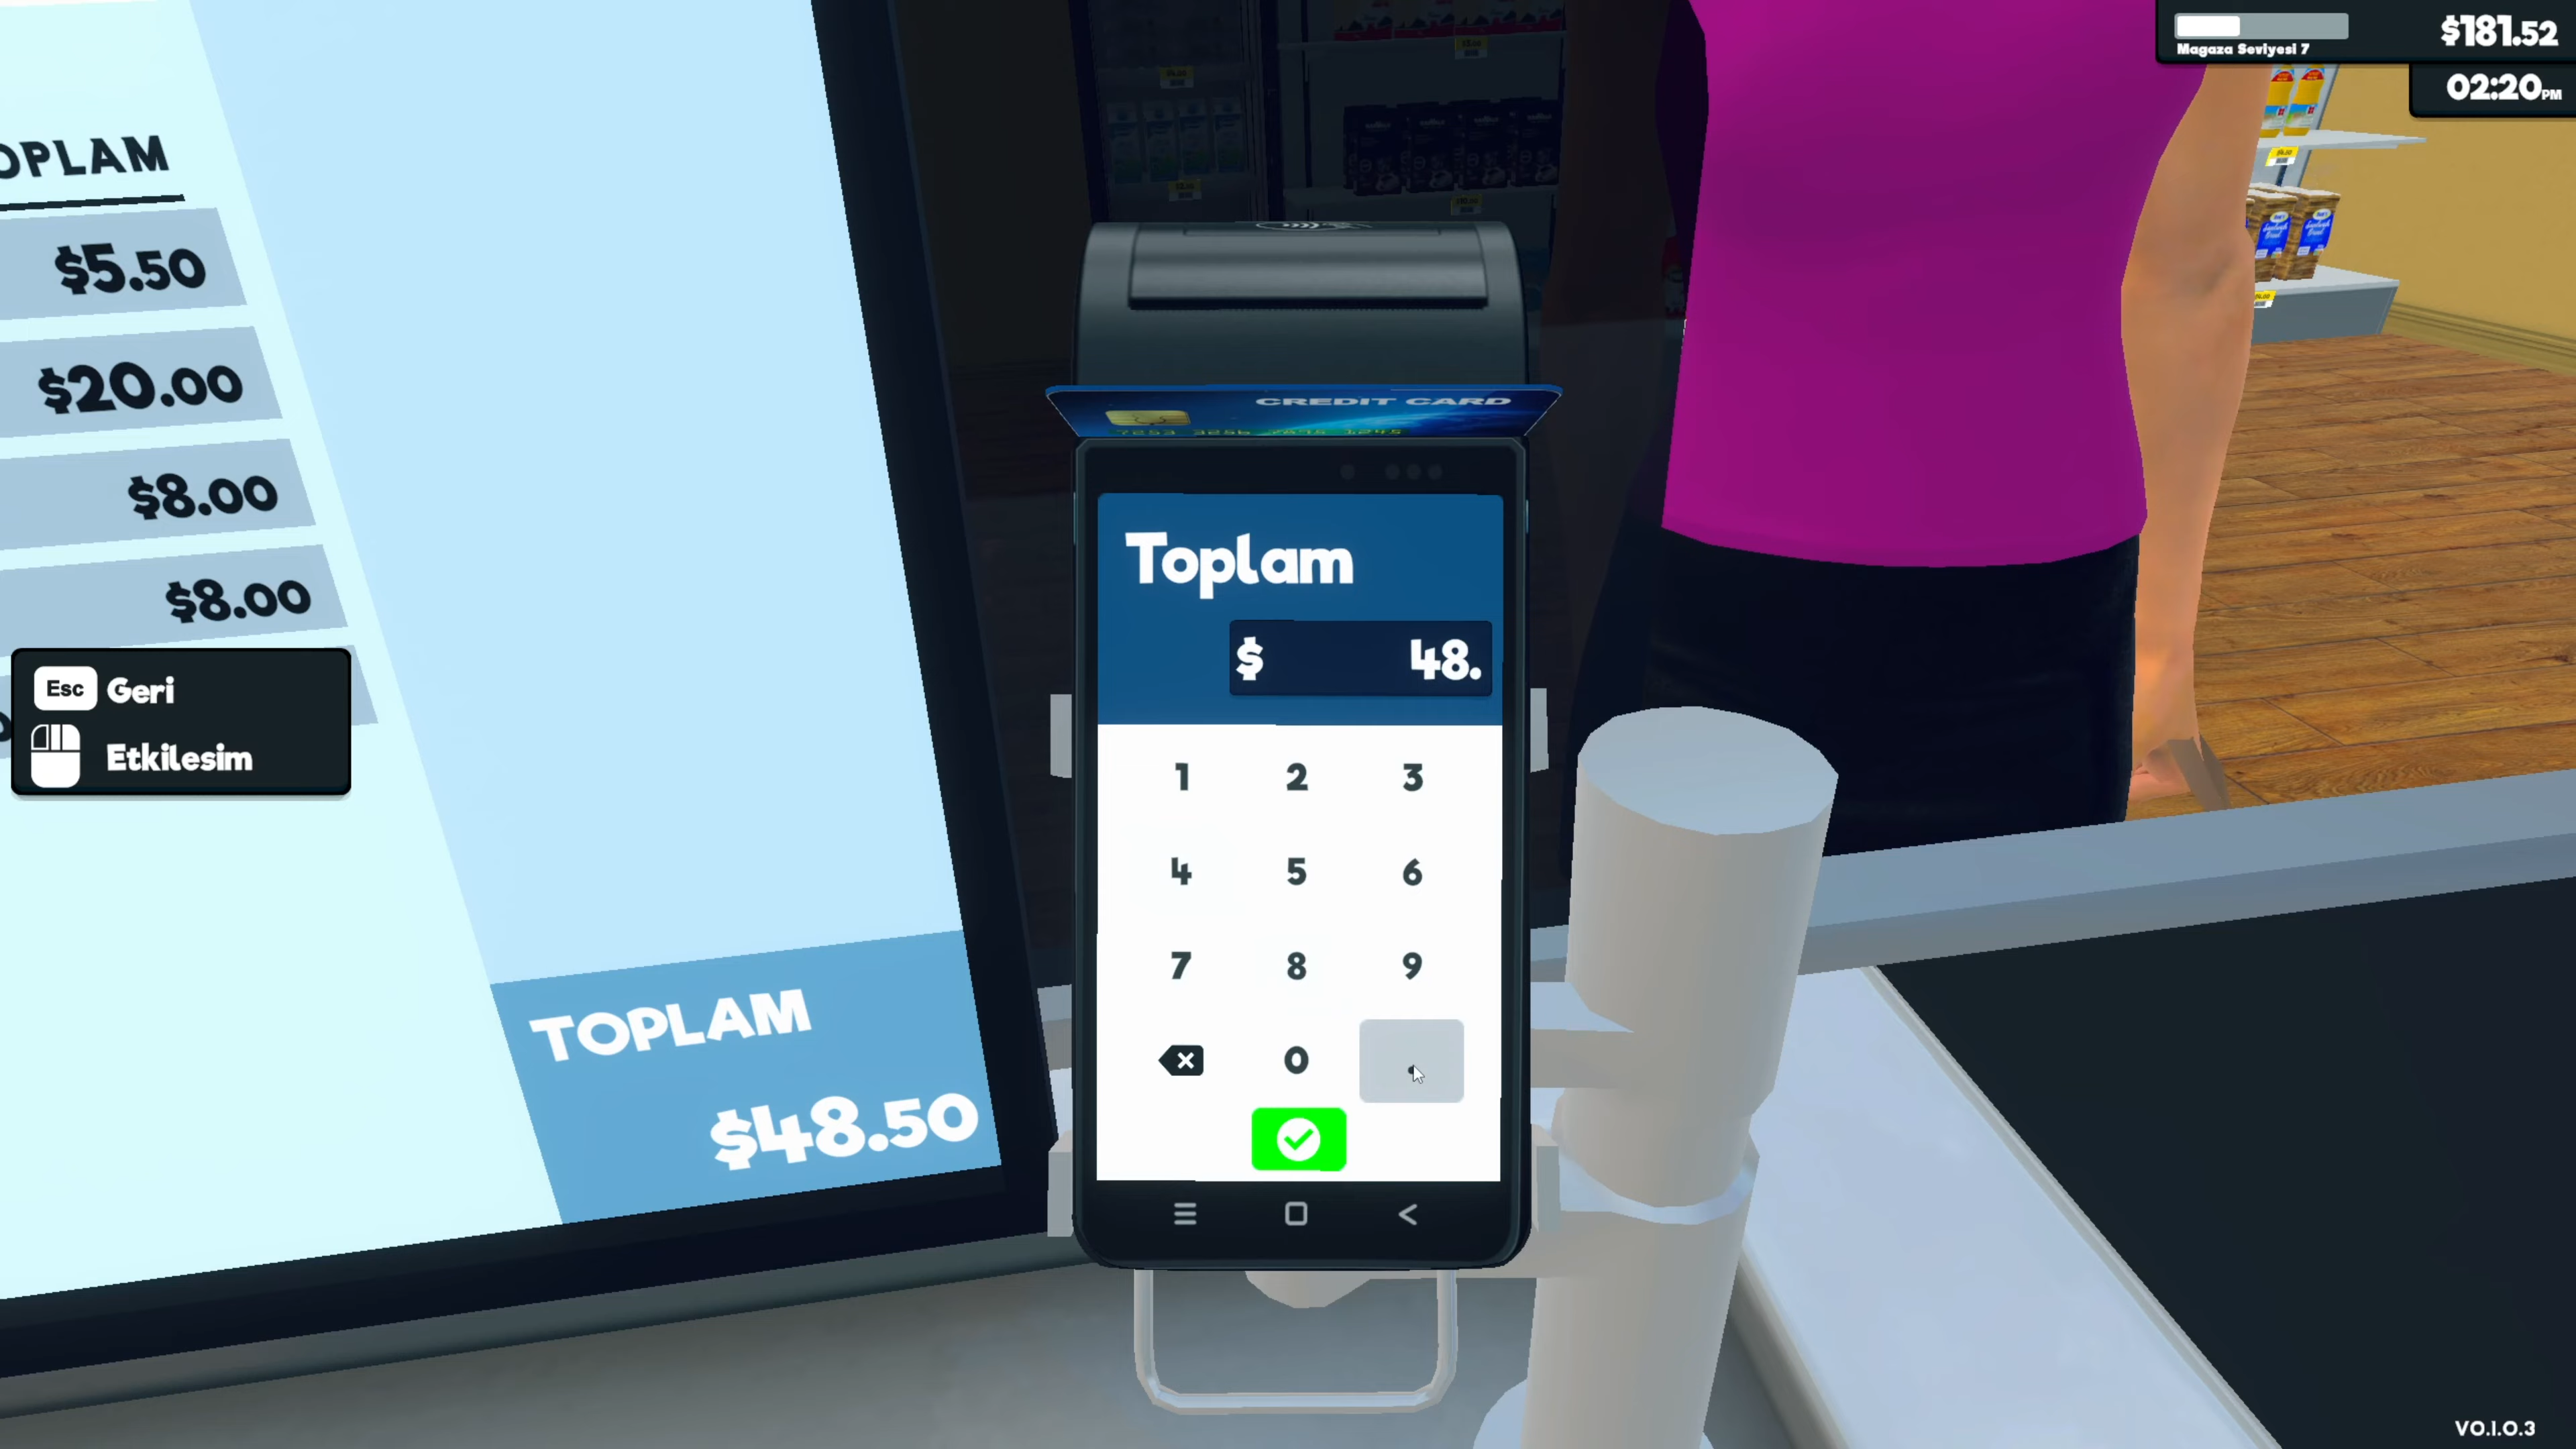 $181.52
Magaza Seviyesi 7
02:20PM
OPLAM
$5.50
$20.00
$8.00
$8.00
Esc Geri
Etkilesim
CREDIT CARD
Toplam
$ 48.
1 2 3
4 5 6
7 8 9
0 .
TOPLAM
$48.50
V0.1.0.3